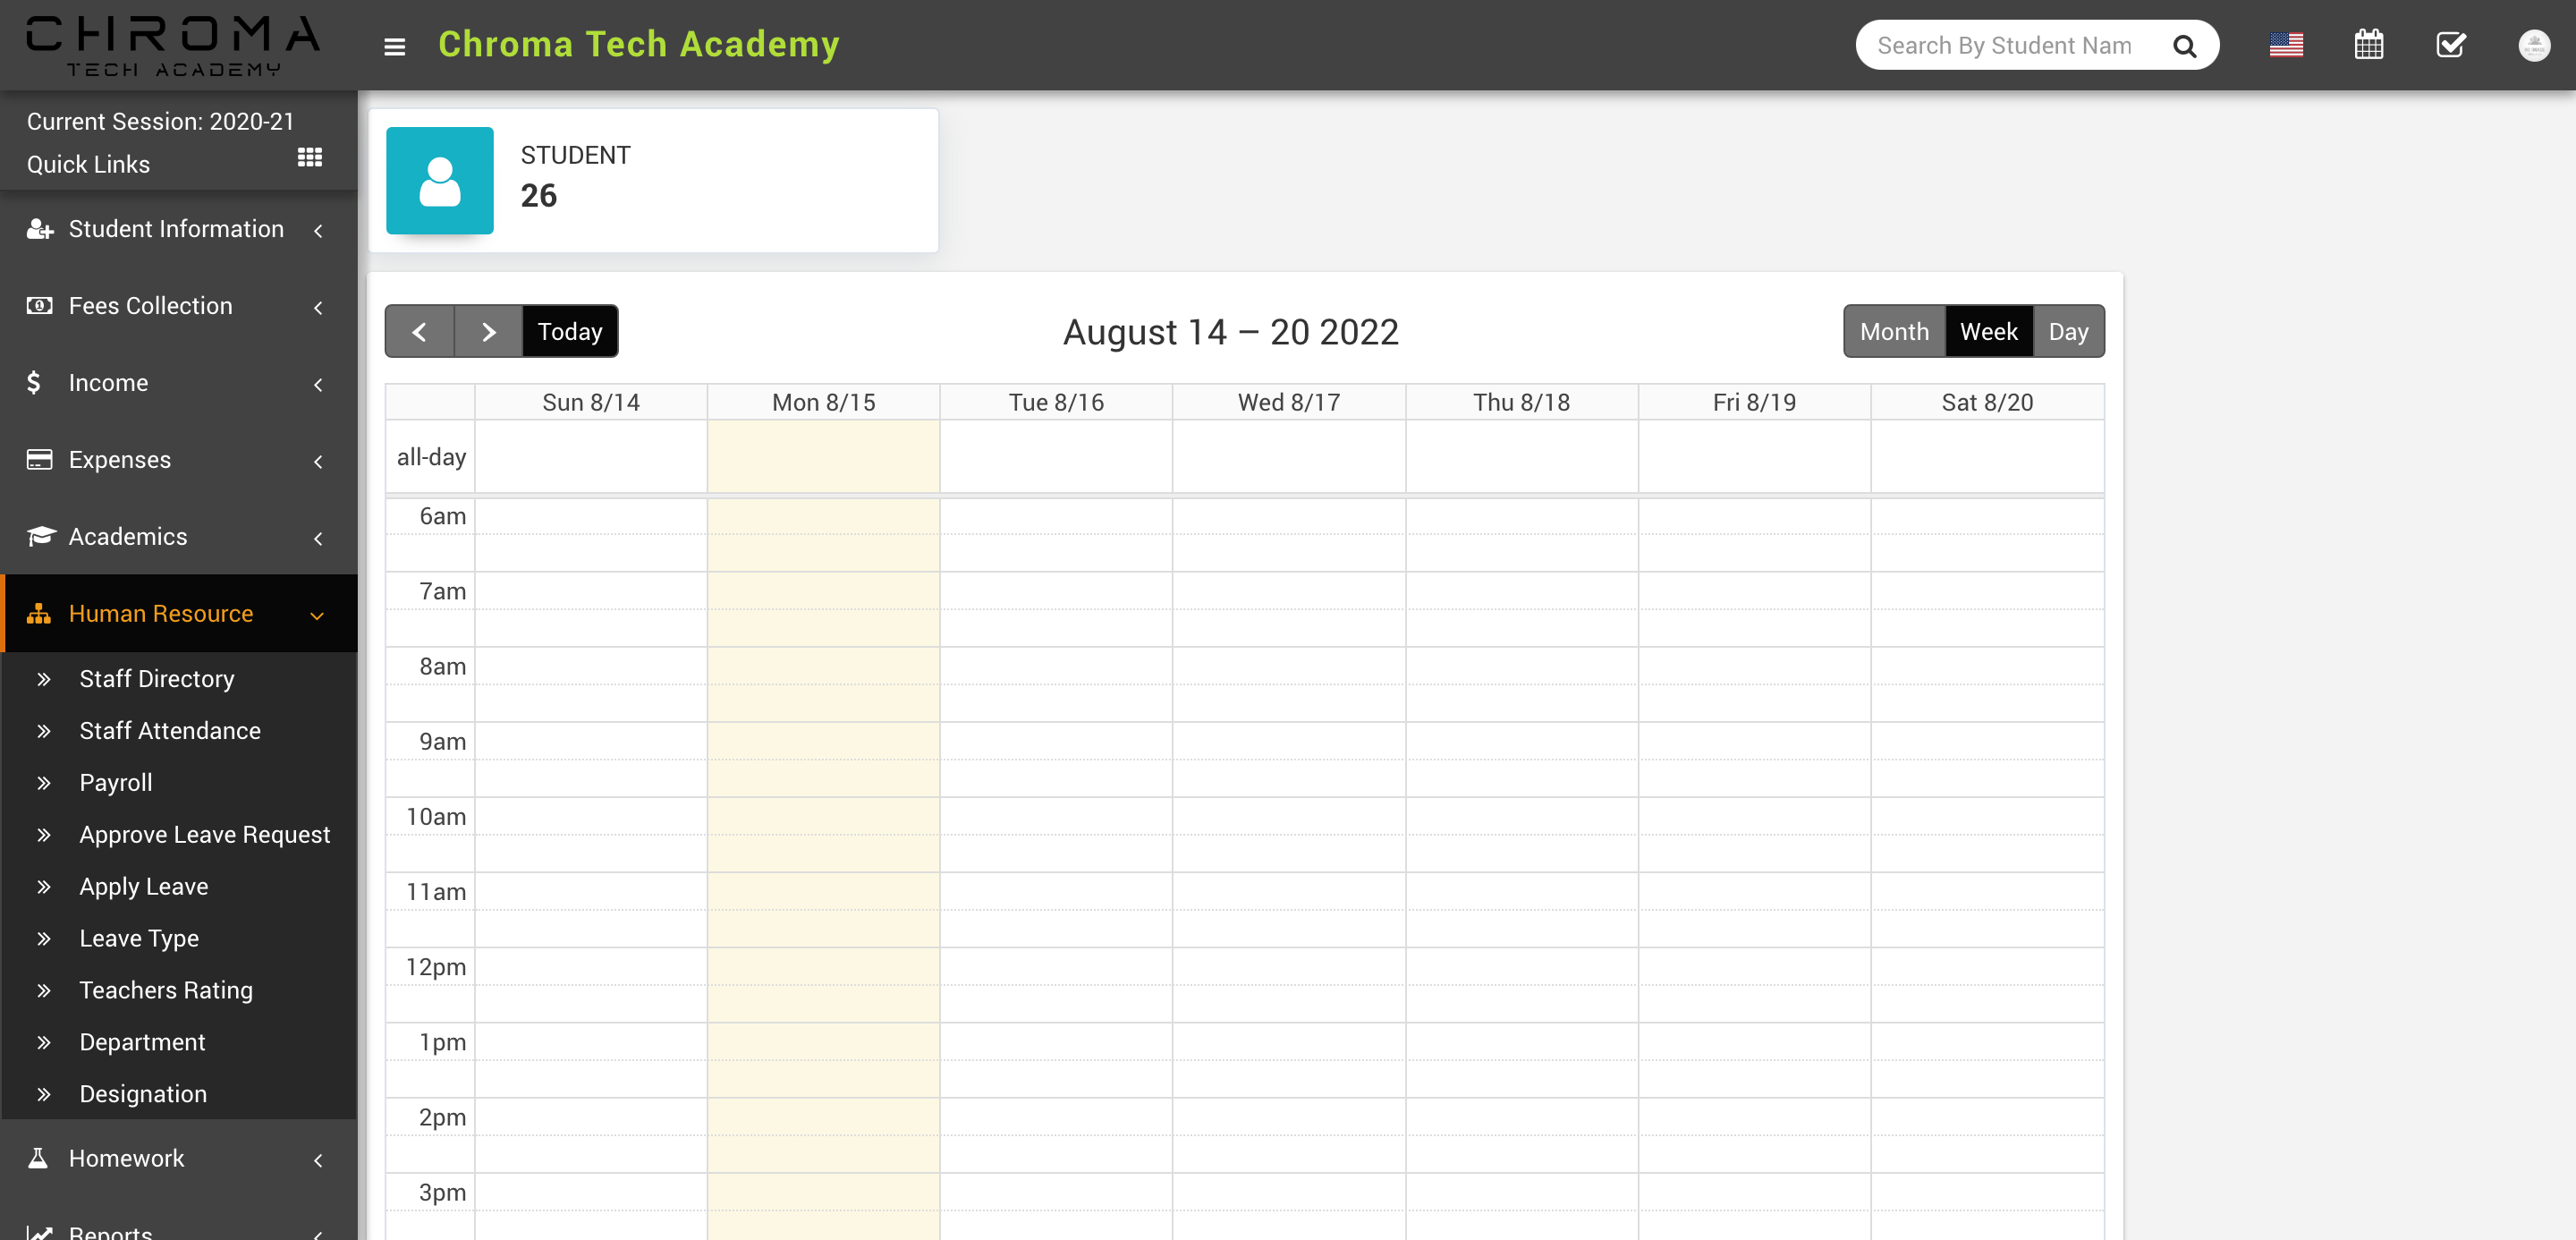 CHROMA
TECH ACADEMY
Chroma Tech Academy
Search By Student Nam
Current Session: 2020-21
Quick Links
Student Information
Fees Collection
Income
Expenses
Academics
Human Resource
Staff Directory
Staff Attendance
Payroll
Approve Leave Request
Apply Leave
Leave Type
Teachers Rating
Department
Designation
Homework
Reports
STUDENT
26
Today
August 14 – 20 2022
Month Week Day
Sun 8/14 Mon 8/15 Tue 8/16 Wed 8/17 Thu 8/18 Fri 8/19 Sat 8/20
all-day
6am
7am
8am
9am
10am
11am
12pm
1pm
2pm
3pm